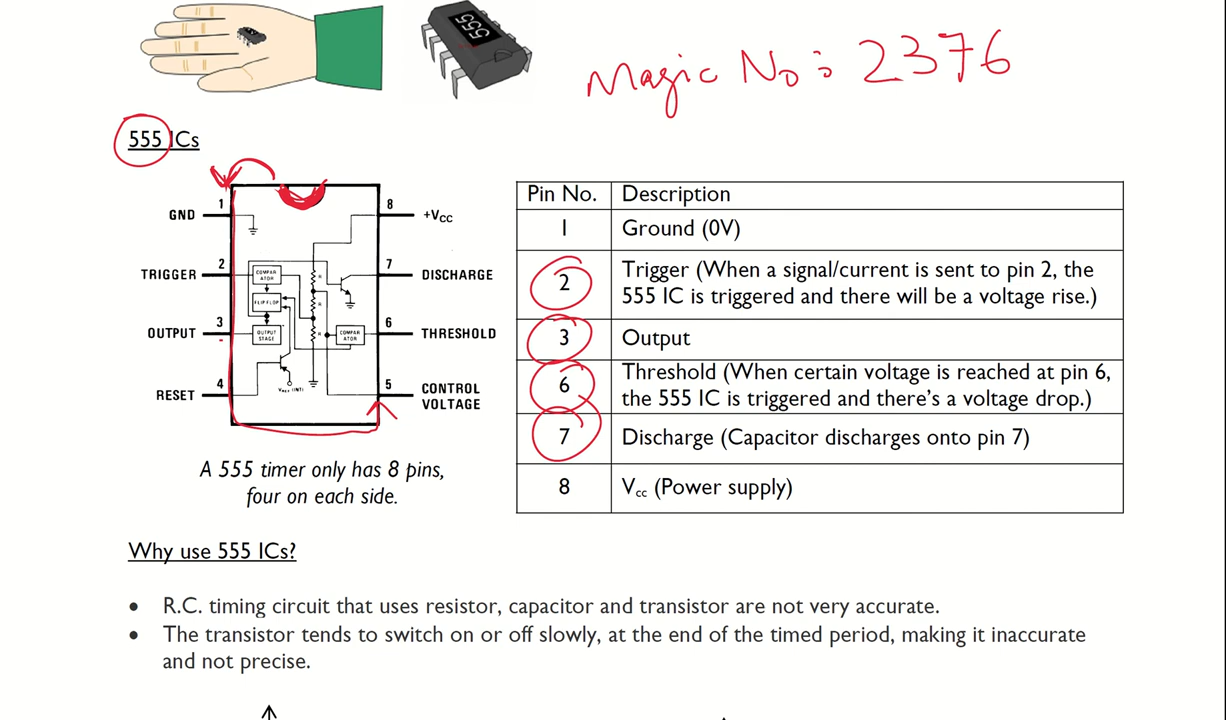 555
Magic No: 2376
555 ICs
1
GND
8
+Vcc
2
TRIGGER
7
DISCHARGE
COMPAR
ATOR
R
FLIP FLOP
R
3
OUTPUT
OUTPUT
STAGE
R
COMPAR
ATOR
6
THRESHOLD
4
RESET
VREF (INT)
5
CONTROL
VOLTAGE
A 555 timer only has 8 pins,
four on each side.
Pin No. Description
1 Ground (0V)
2 Trigger (When a signal/current is sent to pin 2, the
555 IC is triggered and there will be a voltage rise.)
3 Output
6 Threshold (When certain voltage is reached at pin 6,
the 555 IC is triggered and there's a voltage drop.)
7 Discharge (Capacitor discharges onto pin 7)
8 Vcc (Power supply)
Why use 555 ICs?
• R.C. timing circuit that uses resistor, capacitor and transistor are not very accurate.
• The transistor tends to switch on or off slowly, at the end of the timed period, making it inaccurate
and not precise.